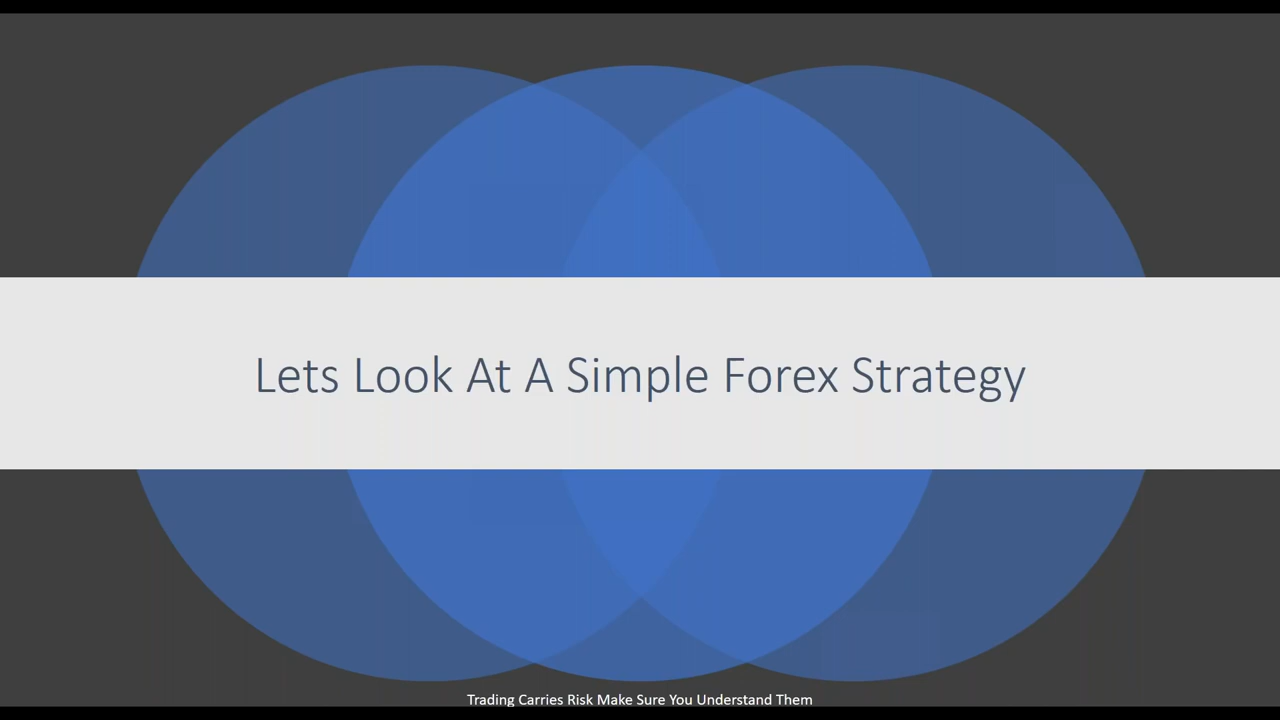 Lets Look At A Simple Forex Strategy
Trading Carries Risk Make Sure You Understand Them